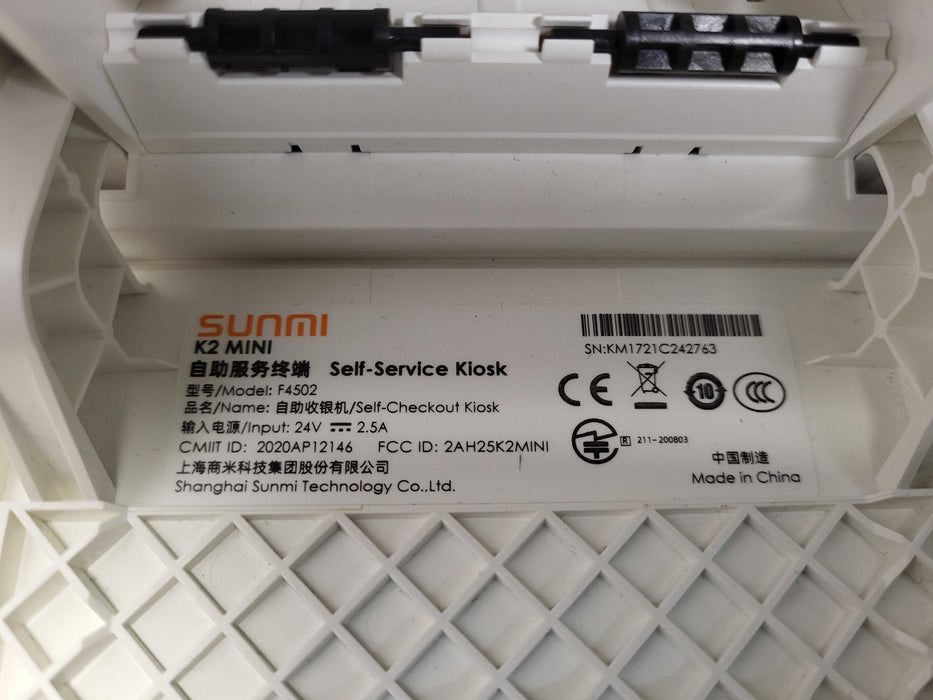 SUNMI
K2 MINI
自助服务终端 Self-Service Kiosk
型号/Model: F4502
品名/Name: 自助收银机/Self-Checkout Kiosk
输入电源/Input: 24V ⎓ 2.5A
CMIIT ID: 2020AP12146 FCC ID: 2AH25K2MINI
上海商米科技集团股份有限公司
Shanghai Sunmi Technology Co.,Ltd.
SN:KM1721C242763
CE 10 CCC
R 211-200803
中国制造
Made in China